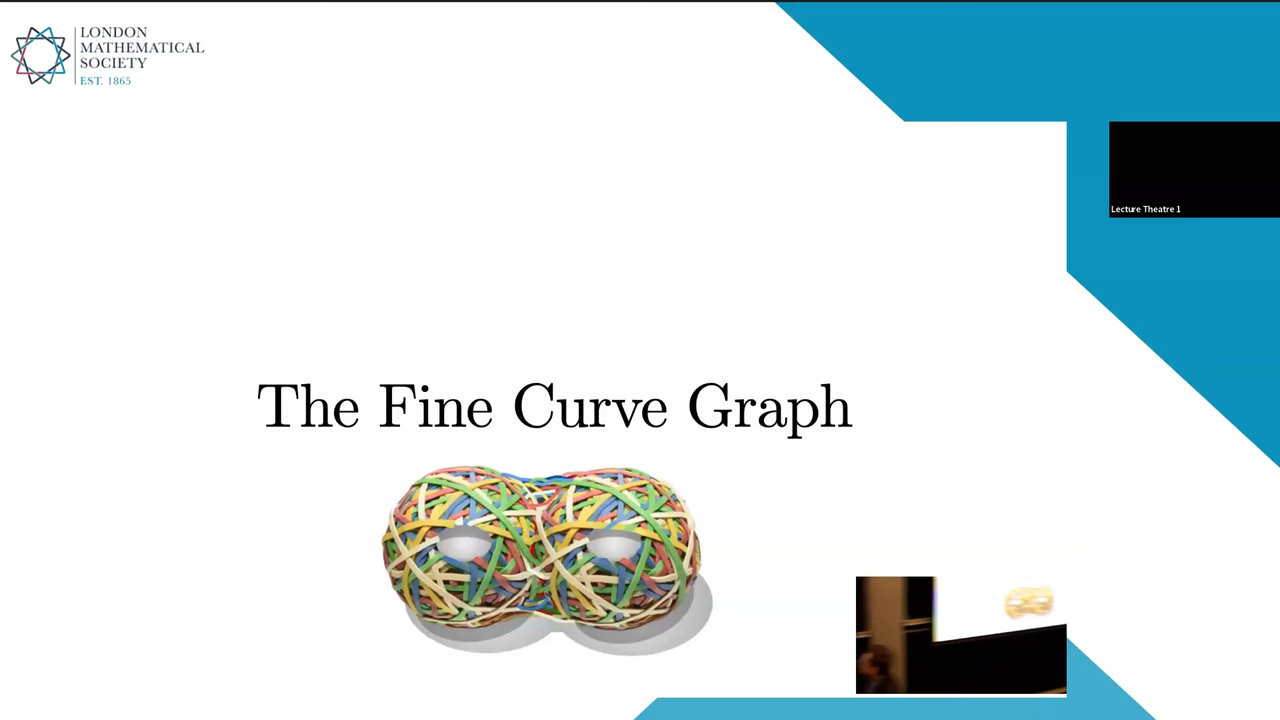 LONDON
MATHEMATICAL
SOCIETY
EST. 1865
Lecture Theatre 1
The Fine Curve Graph